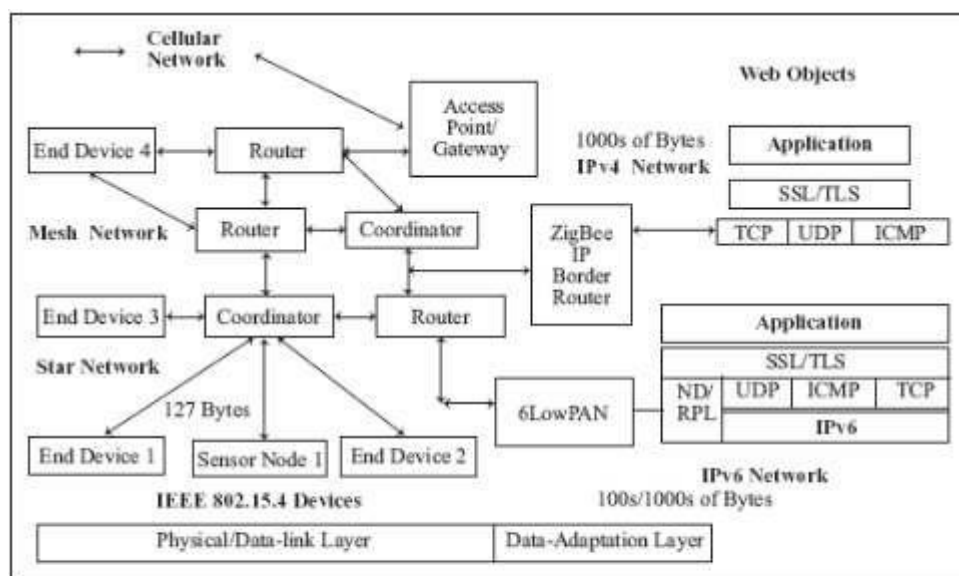 Cellular
Network
Web Objects
Access
Point/
Gateway
1000s of Bytes
IPv4 Network
Application
End Device 4
Router
SSL/TLS
TCP UDP ICMP
Mesh Network
Router
Coordinator
ZigBee
IP
Border
Router
End Device 3
Coordinator
Router
Application
SSL/TLS
Star Network
ND/
RPL
UDP ICMP TCP
IPv6
127 Bytes
6LowPAN
End Device 1
Sensor Node 1
End Device 2
IPv6 Network
100s/1000s of Bytes
IEEE 802.15.4 Devices
Physical/Data-link Layer
Data-Adaptation Layer